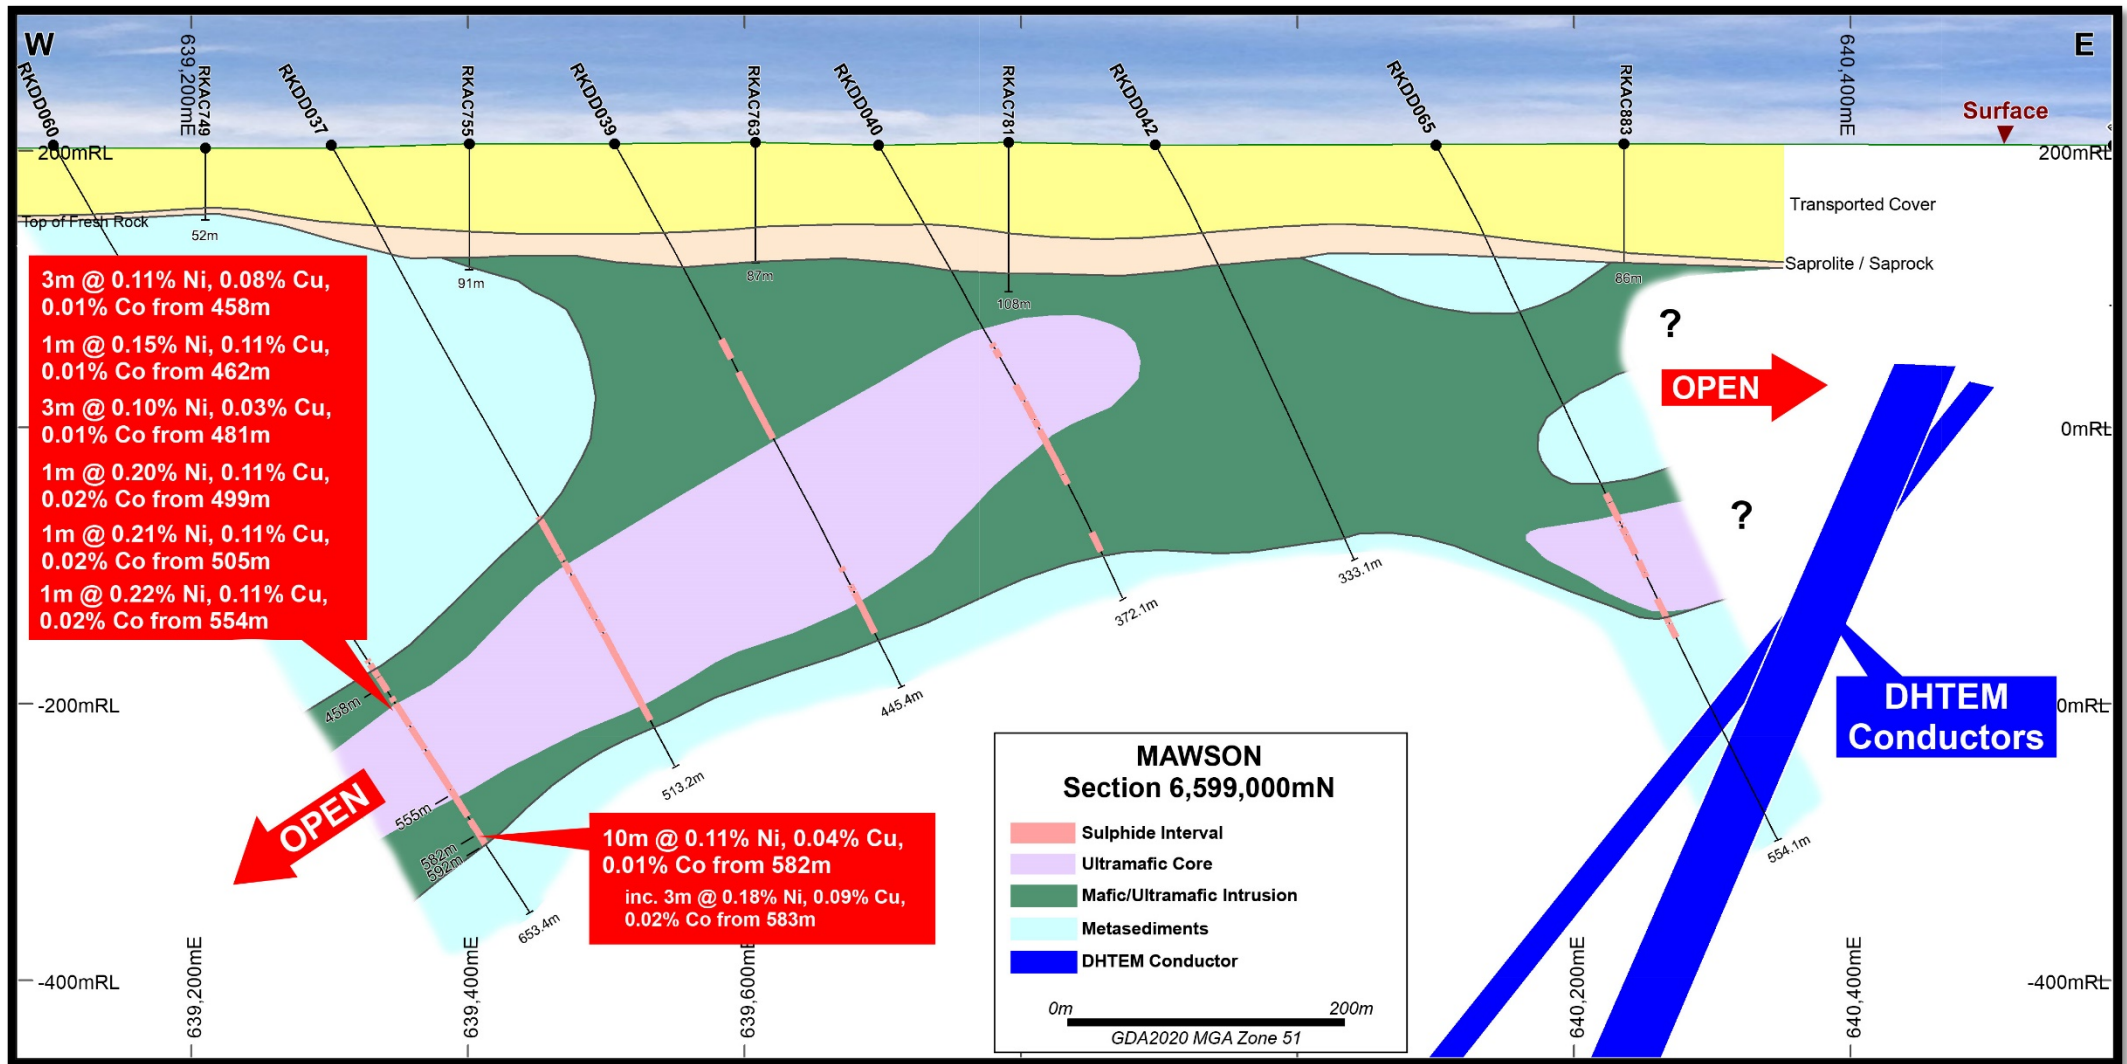 W
E
639,200mE
640,400mE
RKDD060
RKAC749
RKDD037
RKAC755
RKDD039
RKAC763
RKDD040
RKAC781
RKDD042
RKDD065
RKAC883
Surface
200mRL
200mRL
Transported Cover
Top of Fresh Rock
52m
91m
87m
108m
86m
Saprolite / Saprock
3m @ 0.11% Ni, 0.08% Cu,
0.01% Co from 458m
1m @ 0.15% Ni, 0.11% Cu,
0.01% Co from 462m
3m @ 0.10% Ni, 0.03% Cu,
0.01% Co from 481m
1m @ 0.20% Ni, 0.11% Cu,
0.02% Co from 499m
1m @ 0.21% Ni, 0.11% Cu,
0.02% Co from 505m
1m @ 0.22% Ni, 0.11% Cu,
0.02% Co from 554m
?
OPEN
0mRL
?
333.1m
372.1m
445.4m
513.2m
458m
-200mRL
0mRL
DHTEM
Conductors
OPEN
555m
582m
592m
653.4m
554.1m
10m @ 0.11% Ni, 0.04% Cu,
0.01% Co from 582m
inc. 3m @ 0.18% Ni, 0.09% Cu,
0.02% Co from 583m
MAWSON
Section 6,599,000mN
Sulphide Interval
Ultramafic Core
Mafic/Ultramafic Intrusion
Metasediments
DHTEM Conductor
0m
200m
GDA2020 MGA Zone 51
-400mRL
-400mRL
639,200mE
639,400mE
639,600mE
640,200mE
640,400mE